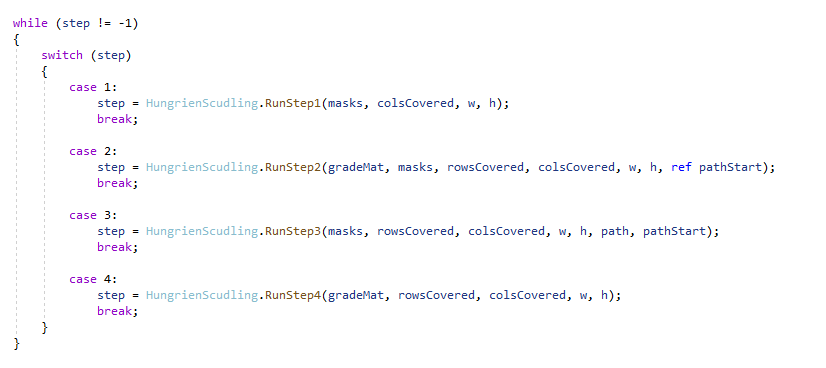 while (step != -1)
{
    switch (step)
    {
        case 1:
            step = HungrienScudling.RunStep1(masks, colsCovered, w, h);
            break;

        case 2:
            step = HungrienScudling.RunStep2(gradeMat, masks, rowsCovered, colsCovered, w, h, ref pathStart);
            break;

        case 3:
            step = HungrienScudling.RunStep3(masks, rowsCovered, colsCovered, w, h, path, pathStart);
            break;

        case 4:
            step = HungrienScudling.RunStep4(gradeMat, rowsCovered, colsCovered, w, h);
            break;
    }
}